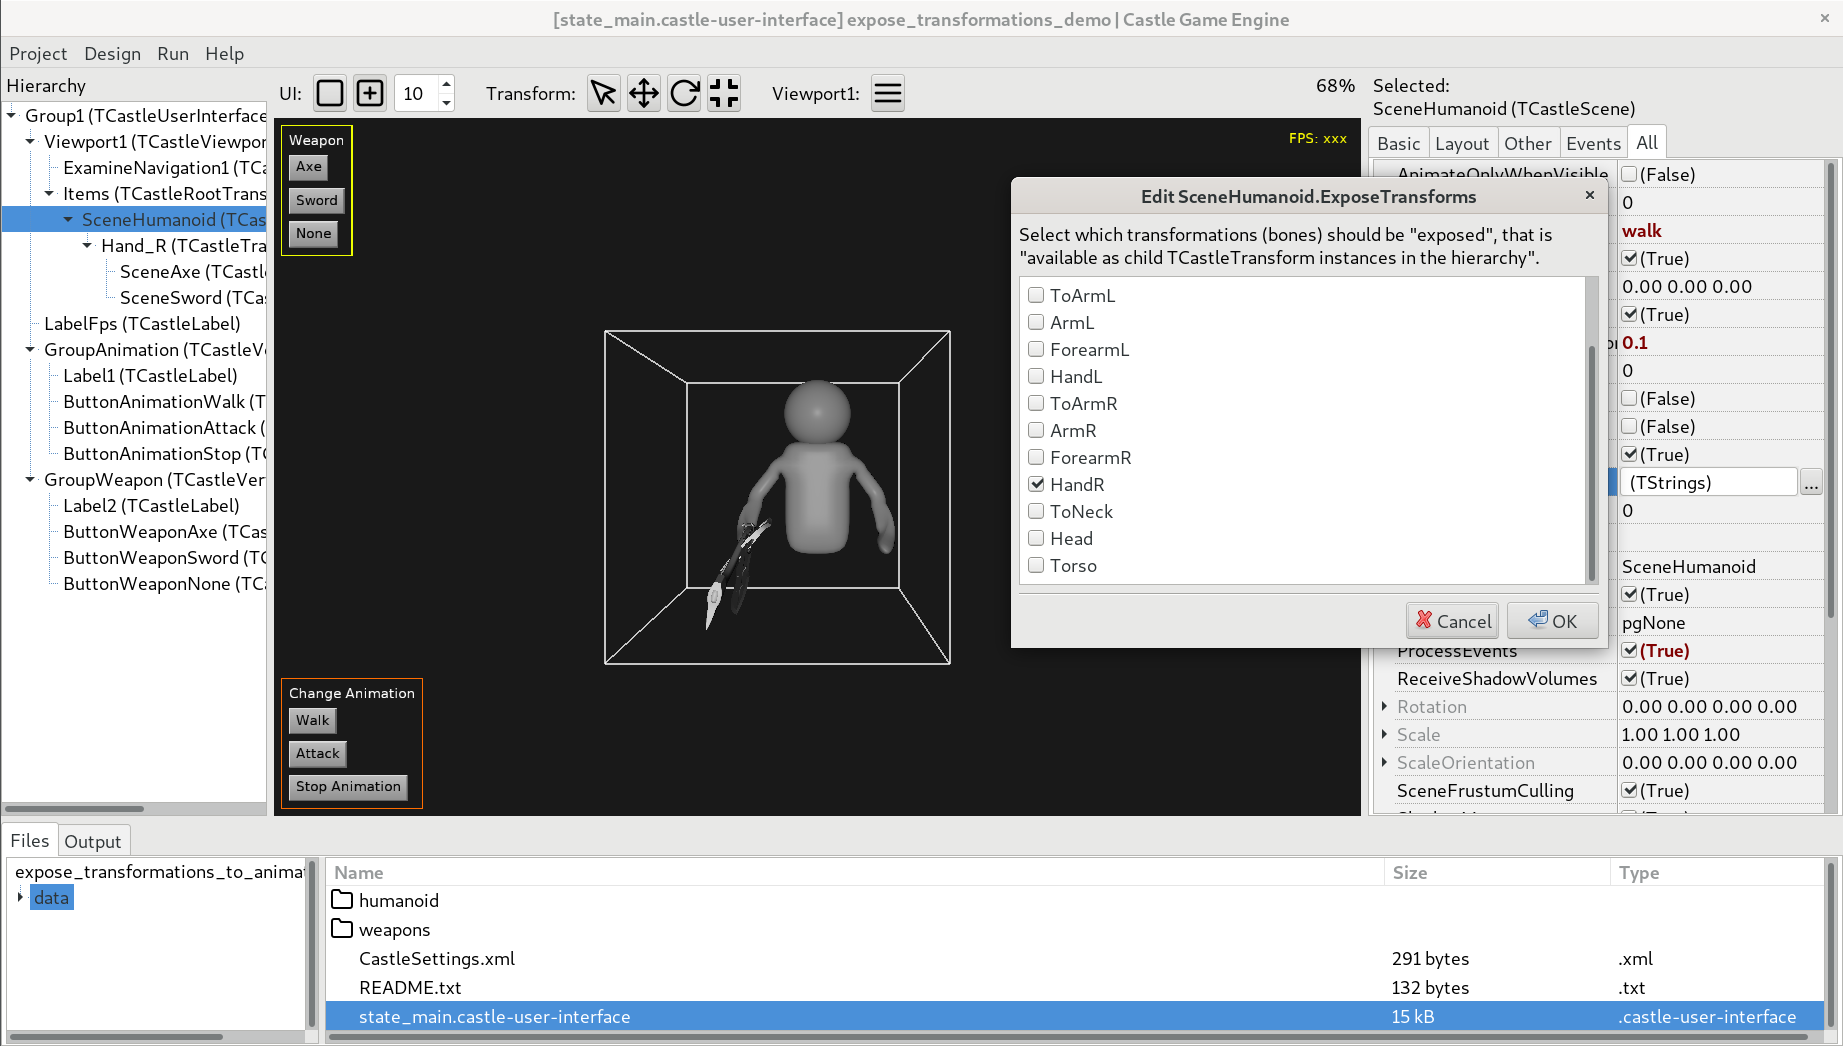 [state_main.castle-user-interface] expose_transformations_demo | Castle Game Engine
×
Project Design Run Help
Hierarchy
Group1 (TCastleUserInterface
Viewport1 (TCastleViewpor
ExamineNavigation1 (TCa
Items (TCastleRootTrans
SceneHumanoid (TCas
Hand_R (TCastleTra
SceneAxe (TCastl
SceneSword (TCa
LabelFps (TCastleLabel)
GroupAnimation (TCastleV
Label1 (TCastleLabel)
ButtonAnimationWalk (T
ButtonAnimationAttack (
ButtonAnimationStop (T
GroupWeapon (TCastleVer
Label2 (TCastleLabel)
ButtonWeaponAxe (TCas
ButtonWeaponSword (TC
ButtonWeaponNone (TCa
UI: 10 Transform: Viewport1: 68%
Weapon
Axe
Sword
None
FPS: xxx
Change Animation
Walk
Attack
Stop Animation
Selected:
SceneHumanoid (TCastleScene)
Basic Layout Other Events All
AnimateOnlyWhenVisible (False)
0
walk
(True)
0.00 0.00 0.00
(True)
0.1
0
(False)
(False)
(True)
(TStrings) ...
0
SceneHumanoid
(True)
pgNone
ProcessEvents (True)
ReceiveShadowVolumes (True)
Rotation 0.00 0.00 0.00 0.00
Scale 1.00 1.00 1.00
ScaleOrientation 0.00 0.00 0.00 0.00
SceneFrustumCulling (True)
Edit SceneHumanoid.ExposeTransforms ×
Select which transformations (bones) should be "exposed", that is
"available as child TCastleTransform instances in the hierarchy".
ToArmL
ArmL
ForearmL
HandL
ToArmR
ArmR
ForearmR
HandR
ToNeck
Head
Torso
Cancel OK
Files Output
expose_transformations_to_animat
data
Name Size Type
humanoid
weapons
CastleSettings.xml 291 bytes .xml
README.txt 132 bytes .txt
state_main.castle-user-interface 15 kB .castle-user-interface